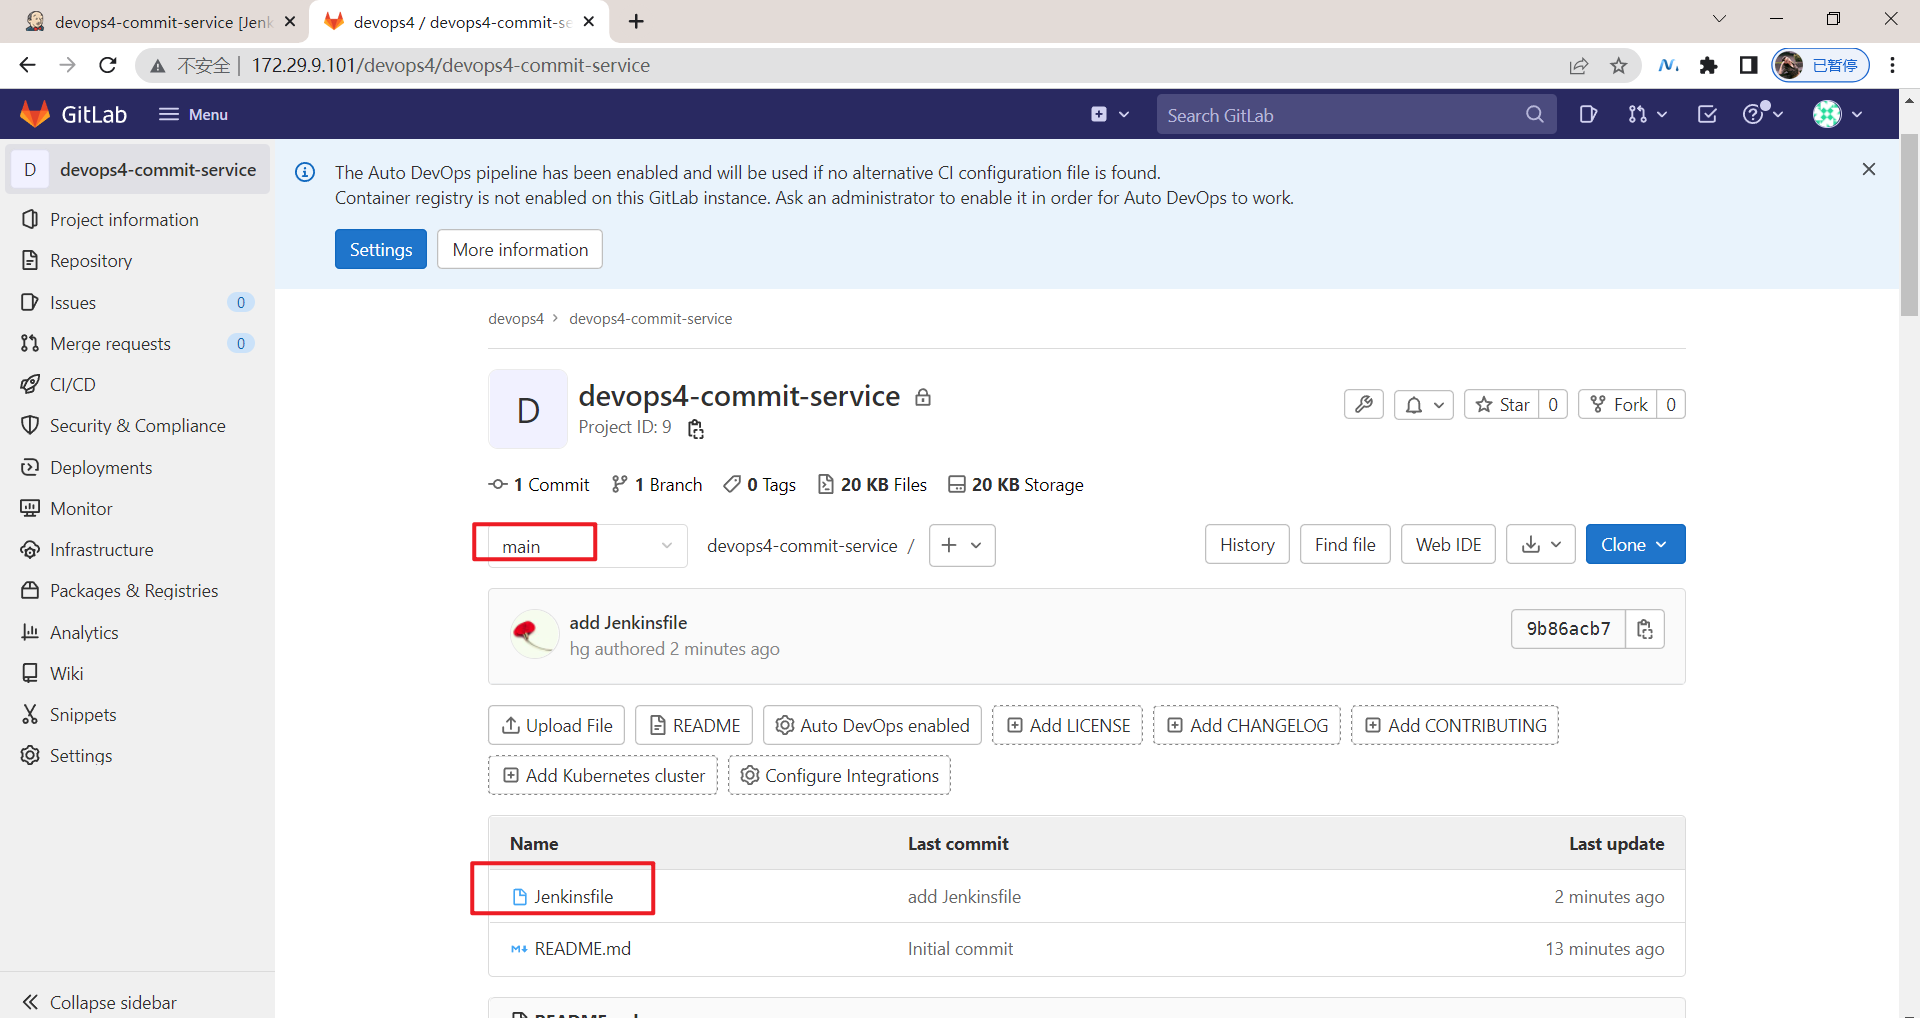 devops4-commit-service [Jenk
devops4 / devops4-commit-se
不安全 | 172.29.9.101/devops4/devops4-commit-service
已暂停
GitLab
Menu
Search GitLab
D devops4-commit-service
Project information
Repository
Issues 0
Merge requests 0
CI/CD
Security & Compliance
Deployments
Monitor
Infrastructure
Packages & Registries
Analytics
Wiki
Snippets
Settings
Collapse sidebar
The Auto DevOps pipeline has been enabled and will be used if no alternative CI configuration file is found.
Container registry is not enabled on this GitLab instance. Ask an administrator to enable it in order for Auto DevOps to work.
Settings More information
devops4 > devops4-commit-service
D
devops4-commit-service
Project ID: 9
Star 0 Fork 0
1 Commit 1 Branch 0 Tags 20 KB Files 20 KB Storage
main devops4-commit-service / History Find file Web IDE Clone
add Jenkinsfile
hg authored 2 minutes ago
9b86acb7
Upload File README Auto DevOps enabled Add LICENSE Add CHANGELOG Add CONTRIBUTING
Add Kubernetes cluster Configure Integrations
Name Last commit Last update
Jenkinsfile add Jenkinsfile 2 minutes ago
README.md Initial commit 13 minutes ago
README.md